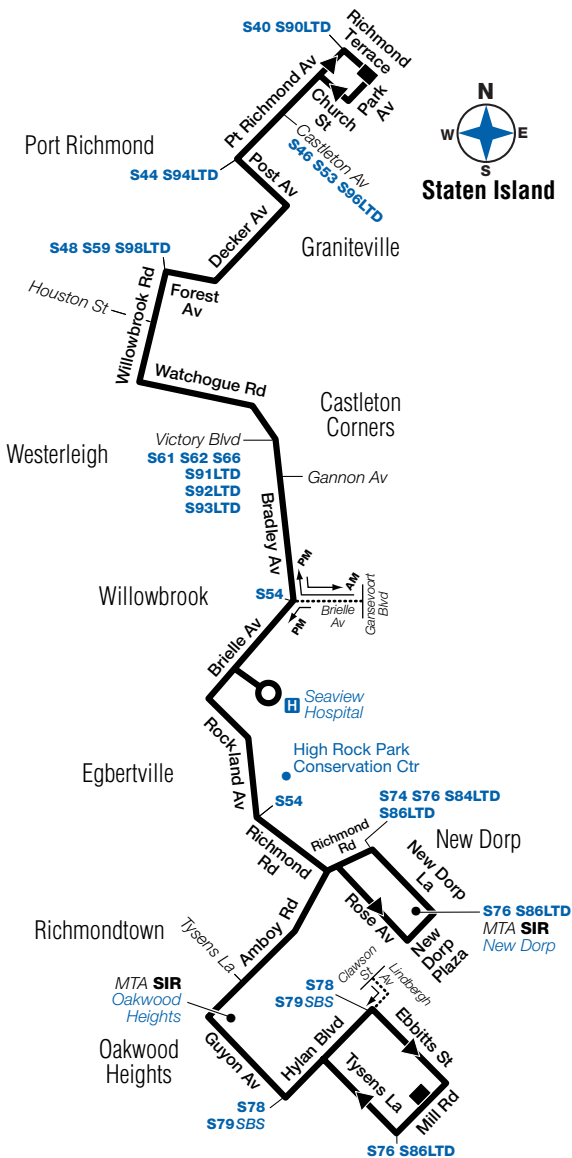 S40 S90LTD
Richmond
Terrace
Park
Av
Church
St
Pt Richmond Av
N
W
E
S
Staten Island
Port Richmond
Castleton Av
S46 S53 S96LTD
S44 S94LTD
Post Av
Graniteville
Decker Av
S48 S59 S98LTD
Forest
Av
Houston St
Willowbrook Rd
Watchogue Rd
Castleton
Corners
Westerleigh
Victory Blvd
S61 S62 S66
S91LTD
S92LTD
S93LTD
Gannon Av
Bradley Av
PM
AM
Willowbrook
S54
PM
Brielle
Av
Gansevoort
Blvd
Brielle Av
H
Seaview
Hospital
Rockland Av
High Rock Park
Conservation Ctr
Egbertville
S54
Richmond
Rd
Richmond
Rd
S74 S76 S84LTD
S86LTD
New Dorp
New Dorp
La
Rose Av
New
Dorp
Plaza
S76 S86LTD
MTA SIR
New Dorp
Richmondtown
Amboy Rd
Tysens La
MTA SIR
Oakwood
Heights
Oakwood
Heights
Guyon Av
Clawson
St
Lindbergh
Av
S78
S79SBS
Hylan Blvd
Ebbitts St
Tysens La
Mill Rd
S78
S79SBS
S76 S86LTD